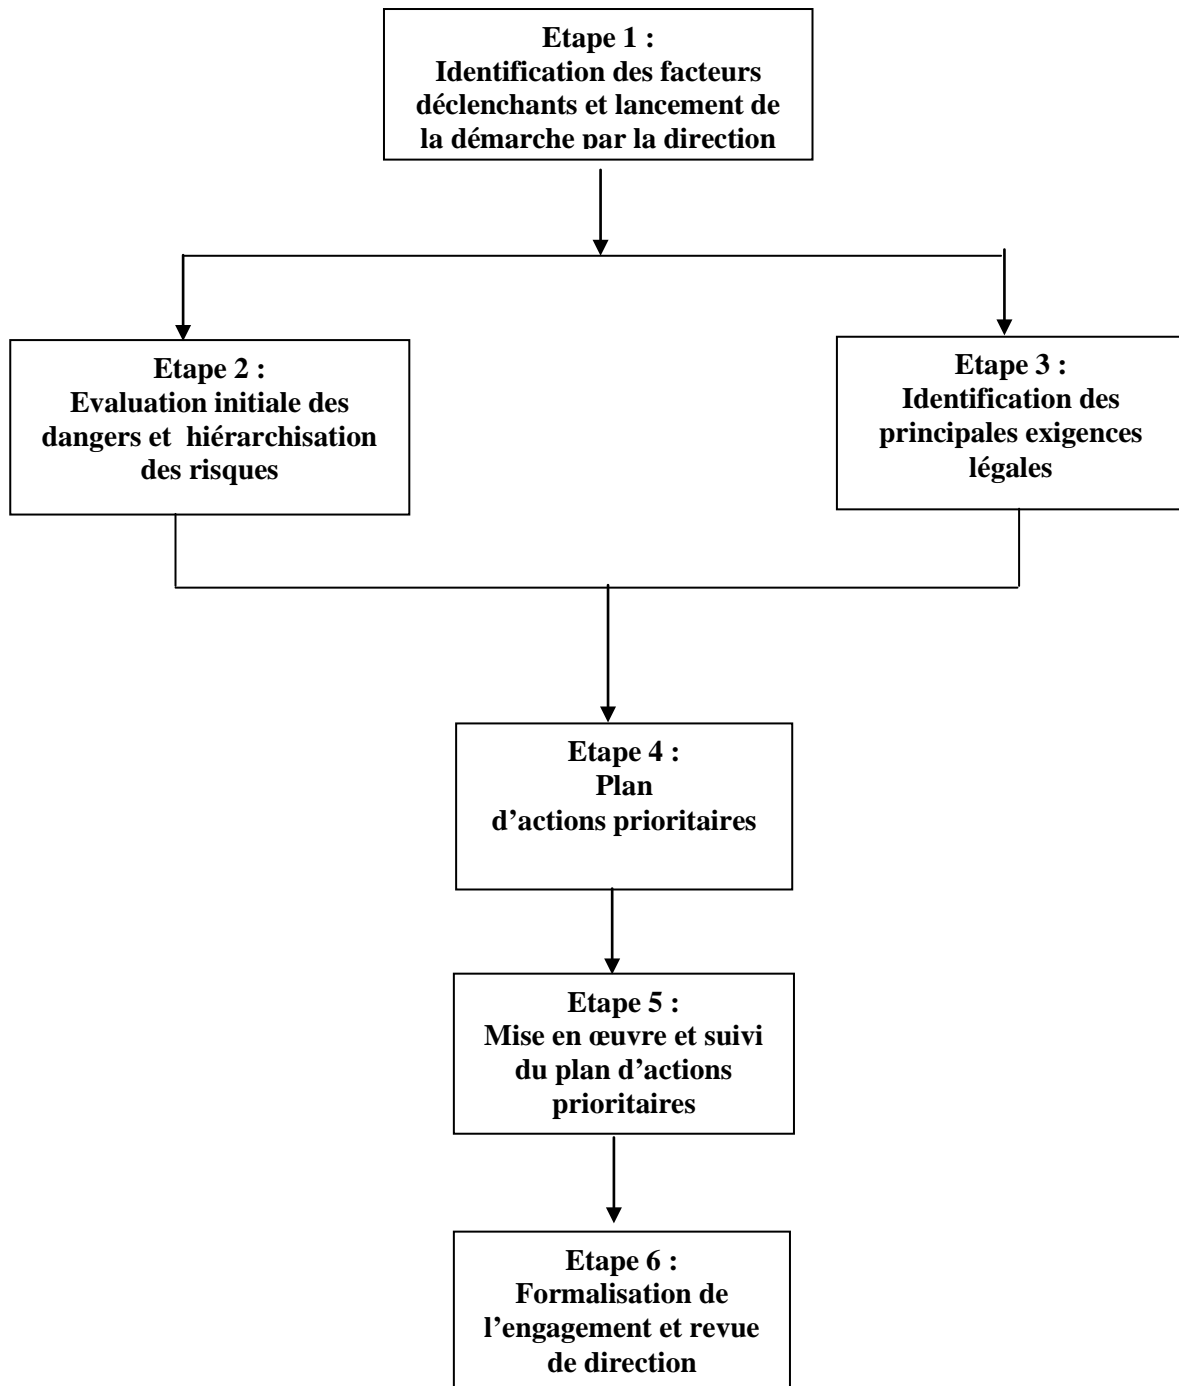 Etape 1 :
Identification des facteurs
déclenchants et lancement de
la démarche par la direction
Etape 2 :
Evaluation initiale des
dangers et  hiérarchisation
des risques
Etape 3 :
Identification des
principales exigences
légales
Etape 4 :
Plan
d’actions prioritaires
Etape 5 :
Mise en œuvre et suivi
du plan d’actions
prioritaires
Etape 6 :
Formalisation de
l’engagement et revue
de direction